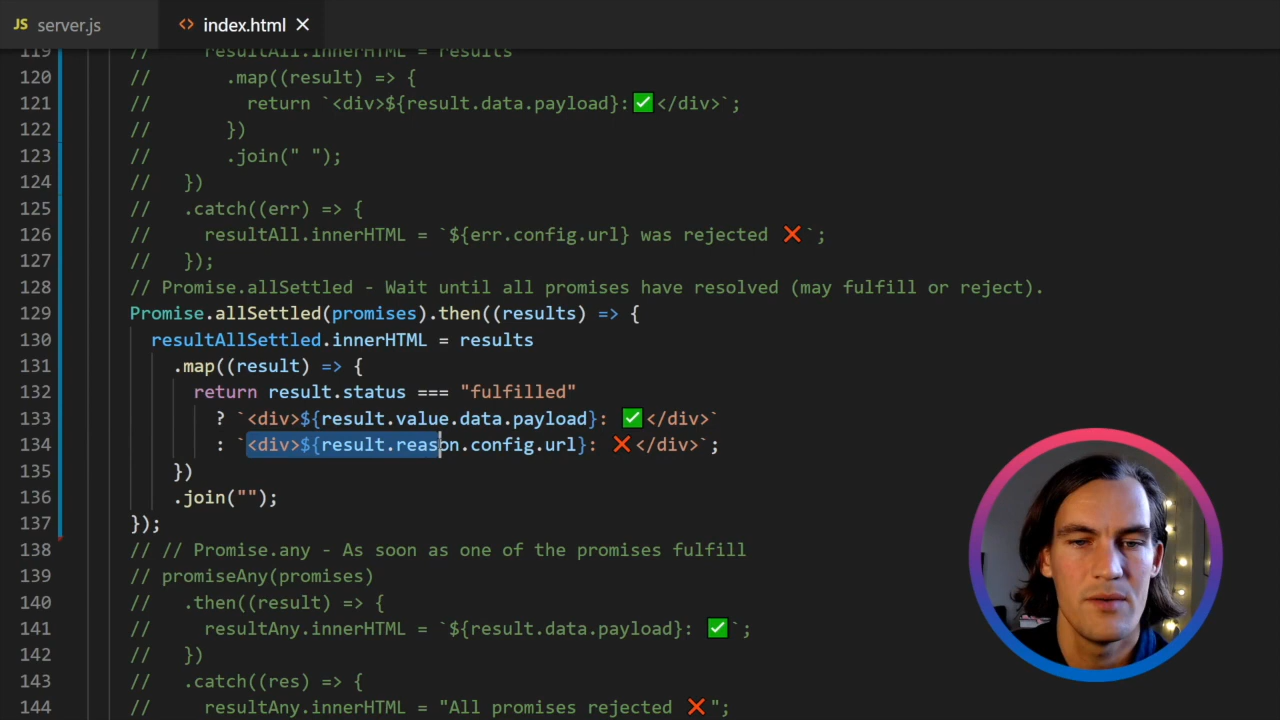 JS server.js <> index.html ×
119 // resultAll.innerHTML = results
120 // .map((result) => {
121 // return `<div>${result.data.payload}:✅</div>`;
122 // })
123 // .join(" ");
124 // })
125 // .catch((err) => {
126 // resultAll.innerHTML = `${err.config.url} was rejected ❌`;
127 // });
128 // Promise.allSettled - Wait until all promises have resolved (may fulfill or reject).
129 Promise.allSettled(promises).then((results) => {
130 resultAllSettled.innerHTML = results
131 .map((result) => {
132 return result.status === "fulfilled"
133 ? `<div>${result.value.data.payload}: ✅</div>`
134 : `<div>${result.reason.config.url}: ❌</div>`;
135 })
136 .join("");
137 });
138 // // Promise.any - As soon as one of the promises fulfill
139 // promiseAny(promises)
140 // .then((result) => {
141 // resultAny.innerHTML = `${result.data.payload}: ✅`;
142 // })
143 // .catch((res) => {
144 // resultAny.innerHTML = "All promises rejected ❌";